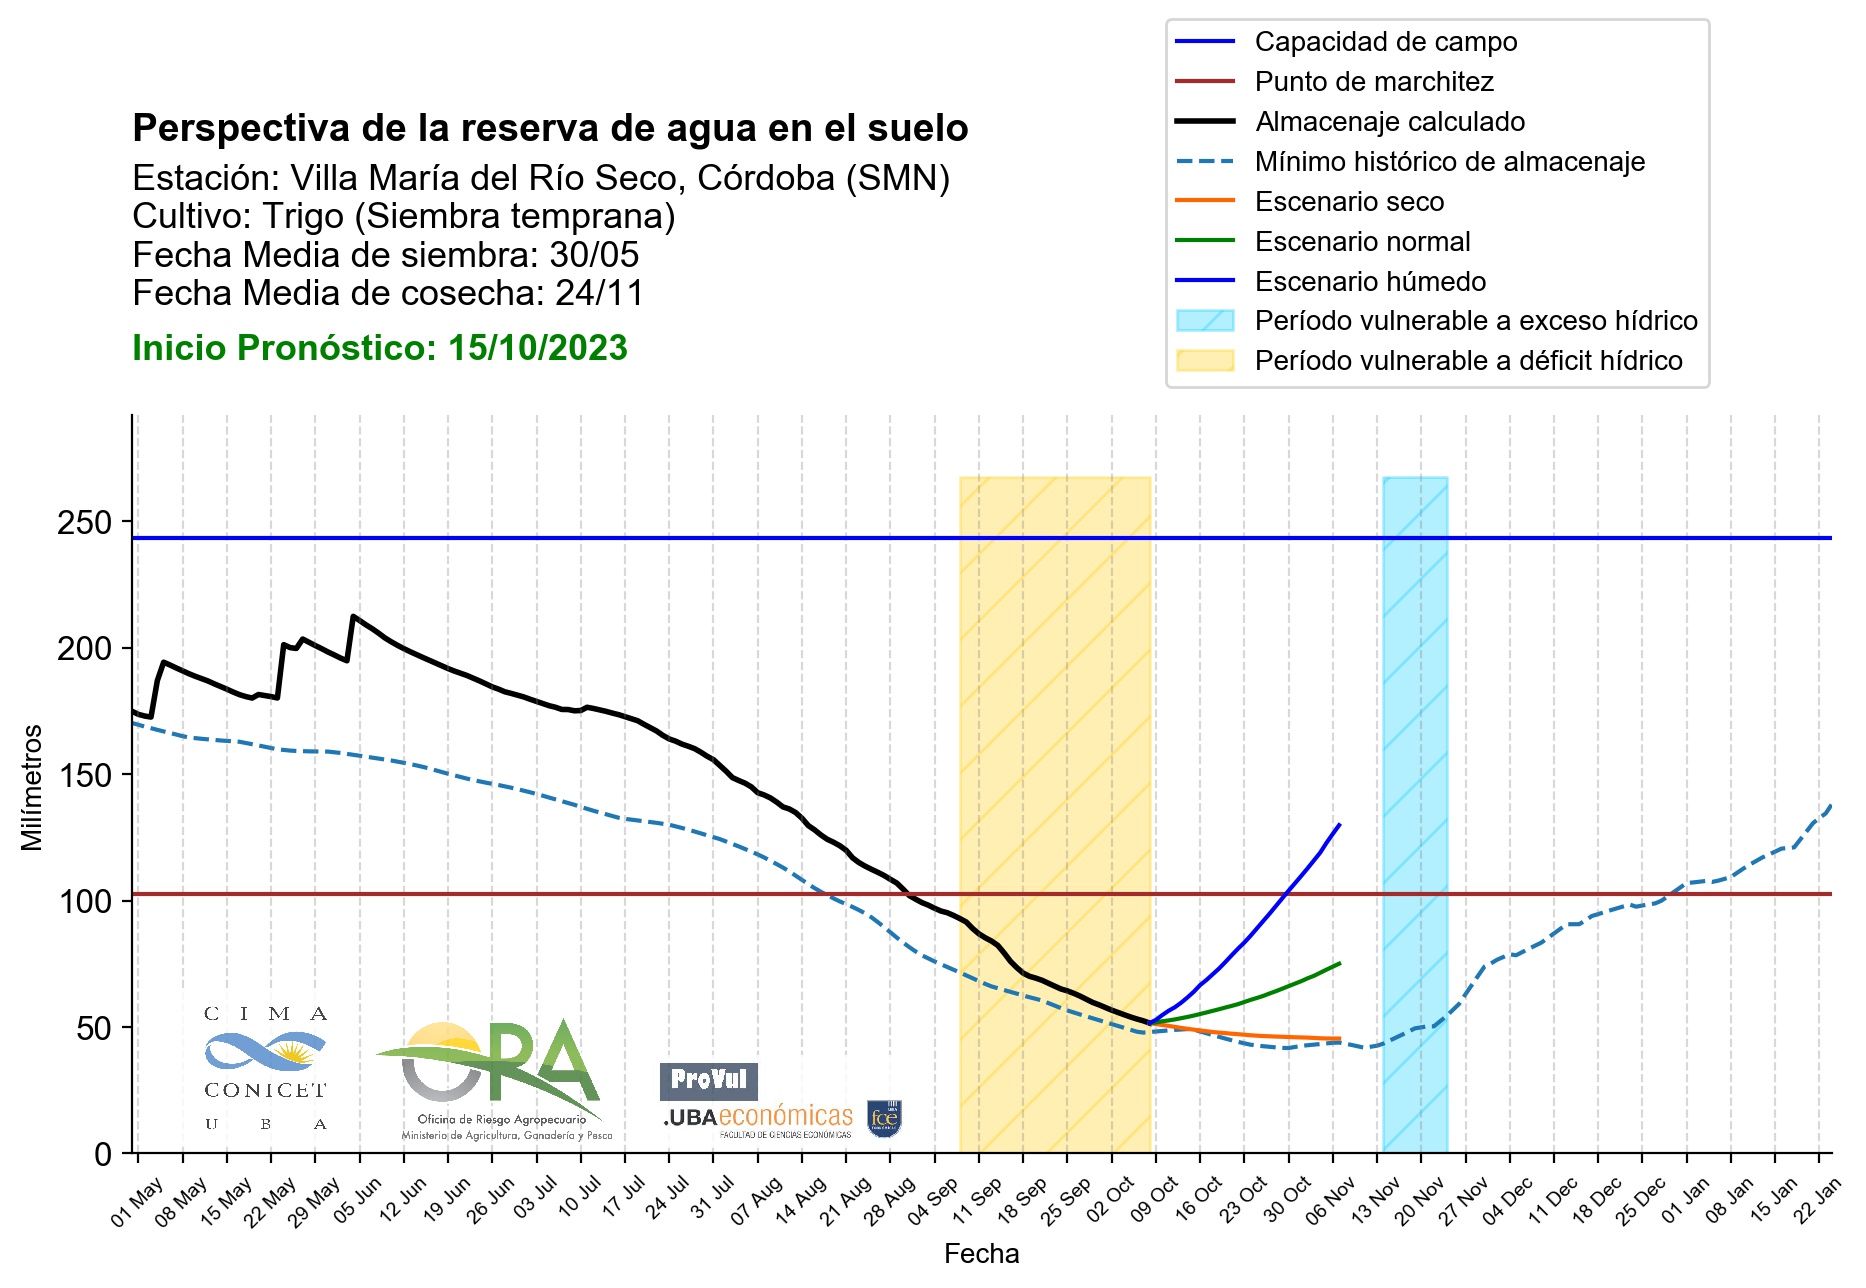 Capacidad de campo
Punto de marchitez
Almacenaje calculado
Mínimo histórico de almacenaje
Escenario seco
Escenario normal
Escenario húmedo
Período vulnerable a exceso hídrico
Período vulnerable a déficit hídrico
Perspectiva de la reserva de agua en el suelo
Estación: Villa María del Río Seco, Córdoba (SMN)
Cultivo: Trigo (Siembra temprana)
Fecha Media de siembra: 30/05
Fecha Media de cosecha: 24/11
Inicio Pronóstico: 15/10/2023
Milímetros
250
200
150
100
50
0
C I M A
CONICET
U B A
ORA
Oficina de Riesgo Agropecuario
Ministerio de Agricultura, Ganadería y Pesca
ProVul
.UBAeconómicas
FACULTAD DE CIENCIAS ECONÓMICAS
fce
01 May
08 May
15 May
22 May
29 May
05 Jun
12 Jun
19 Jun
26 Jun
03 Jul
10 Jul
17 Jul
24 Jul
31 Jul
07 Aug
14 Aug
21 Aug
28 Aug
04 Sep
11 Sep
18 Sep
25 Sep
02 Oct
09 Oct
16 Oct
23 Oct
30 Oct
06 Nov
13 Nov
20 Nov
27 Nov
04 Dec
11 Dec
18 Dec
25 Dec
01 Jan
08 Jan
15 Jan
22 Jan
Fecha